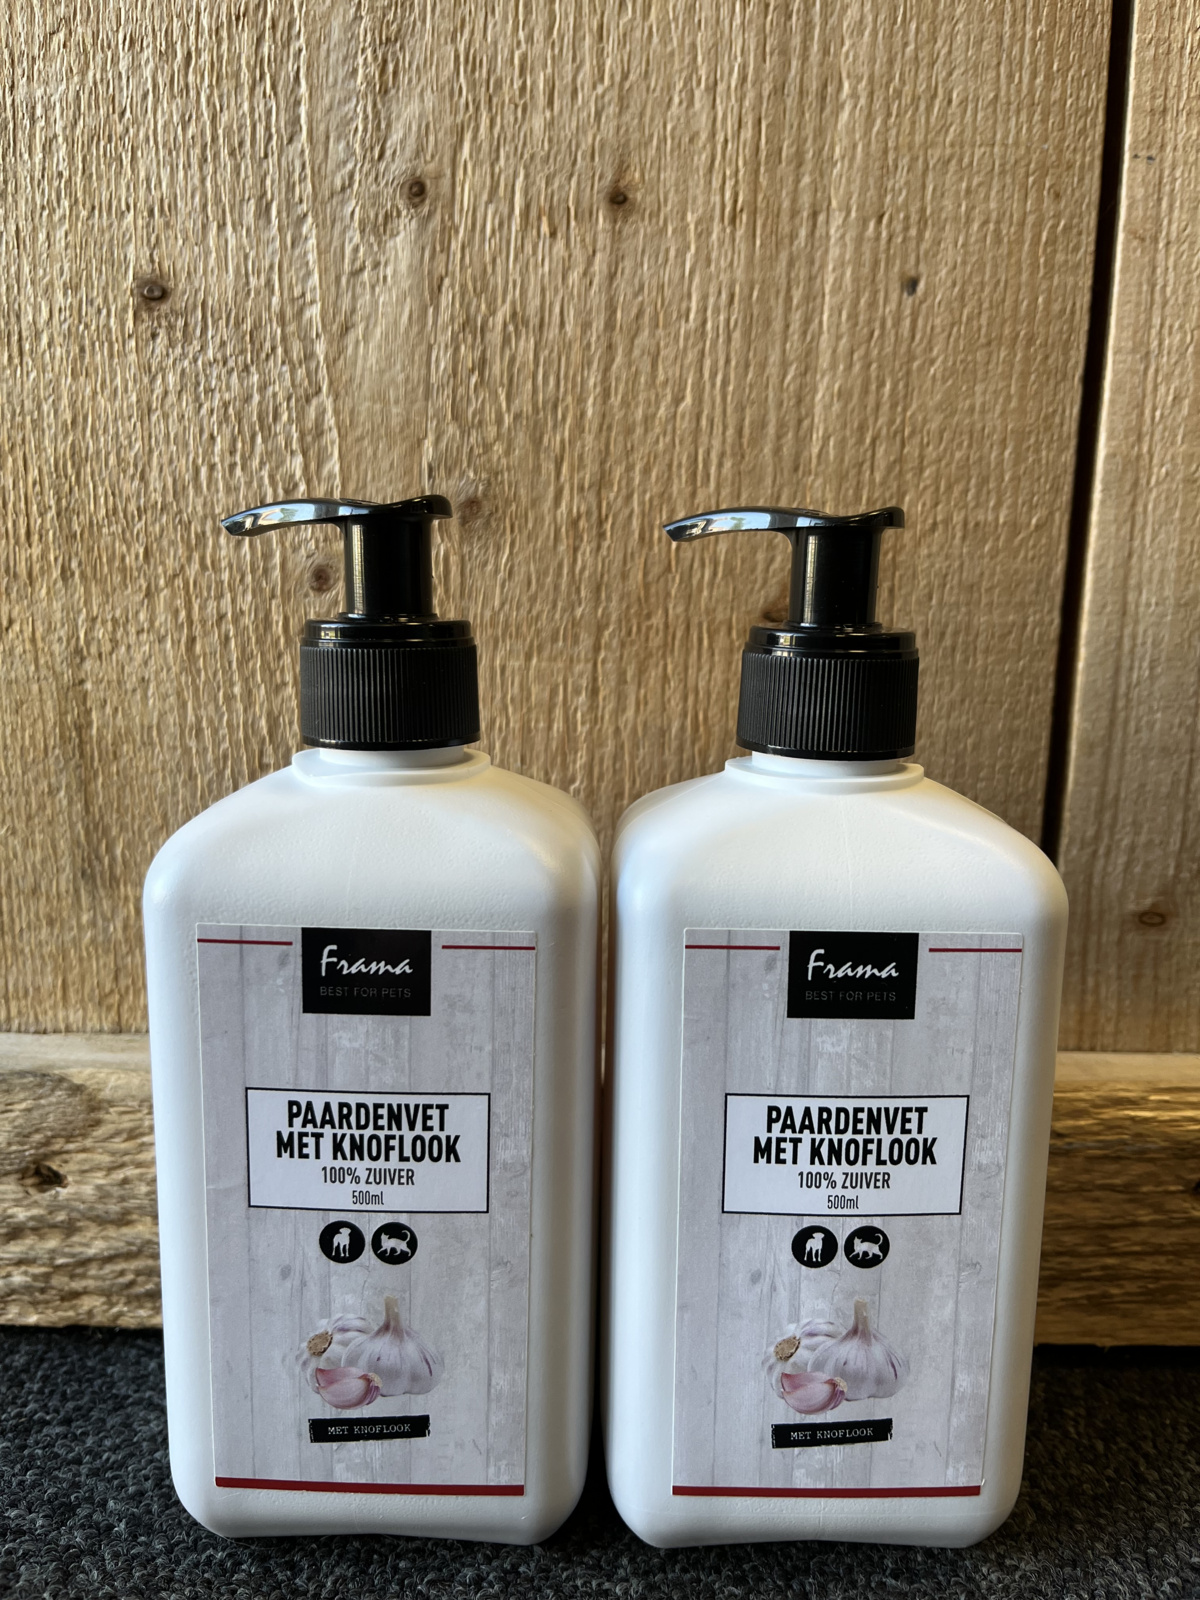 Frama
BEST FOR PETS
PAARDENVET
MET KNOFLOOK
100% ZUIVER
500ml
MET KNOFLOOK
Frama
BEST FOR PETS
PAARDENVET
MET KNOFLOOK
100% ZUIVER
500ml
MET KNOFLOOK